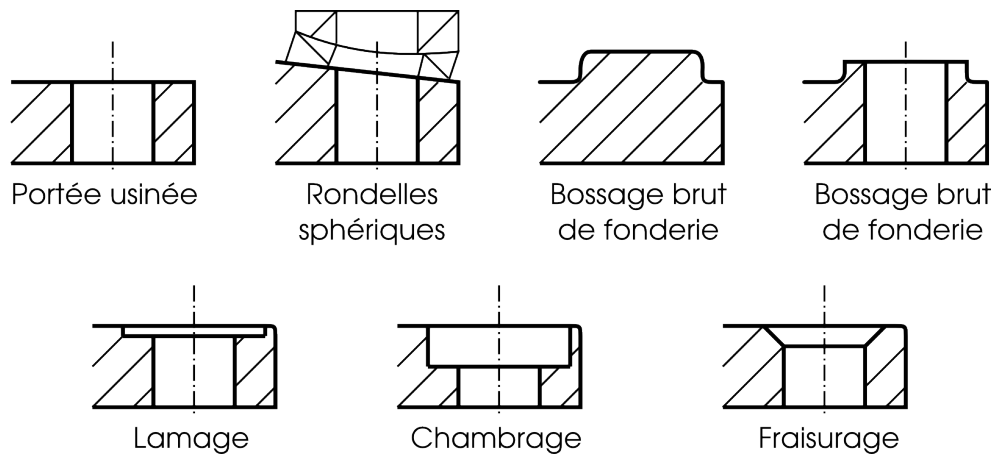 Portée usinée
Rondelles
sphériques
Bossage brut
de fonderie
Bossage brut
de fonderie
Lamage
Chambrage
Fraisurage